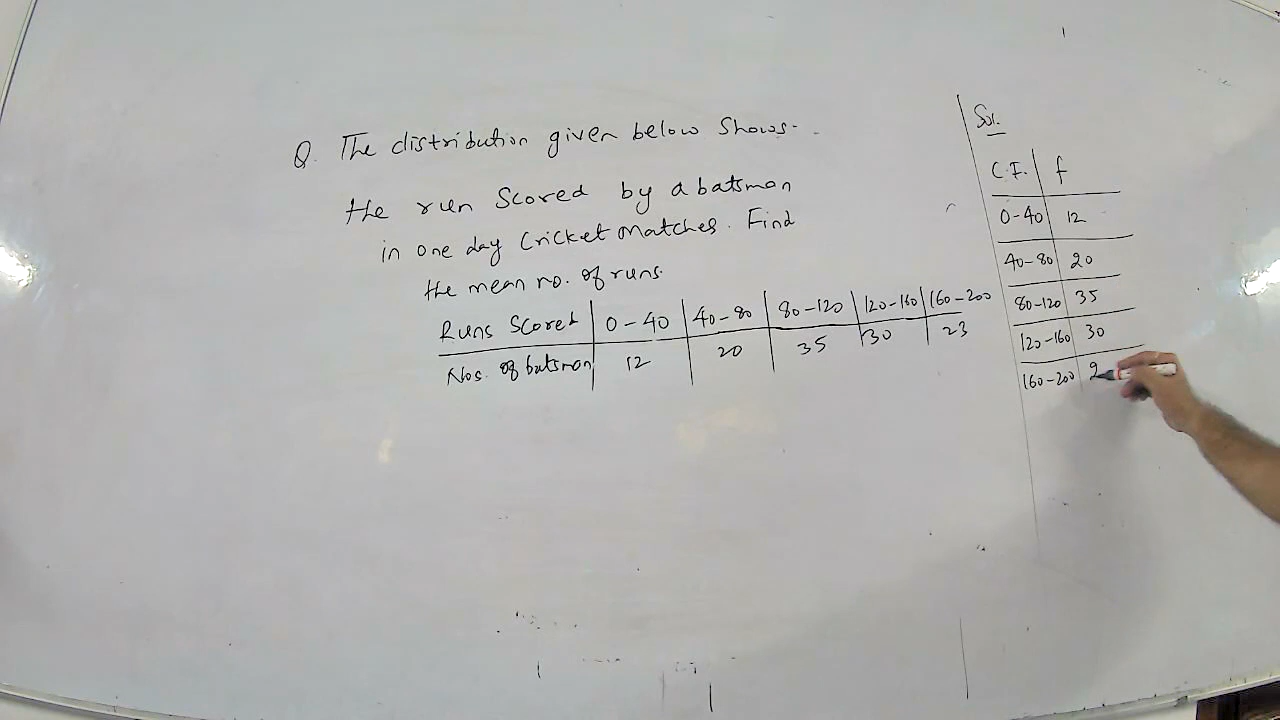 Q. The distribution given below shows.
the run Scored by a batsman
in one day Cricket matches. Find
the mean no. of runs.
Runs Scored 0-40 40-80 80-120 120-160 160-200
Nos. of batsman 12 20 35 30 23
Sol.
C.I. f
0-40 12
40-80 20
80-120 35
120-160 30
160-200 2